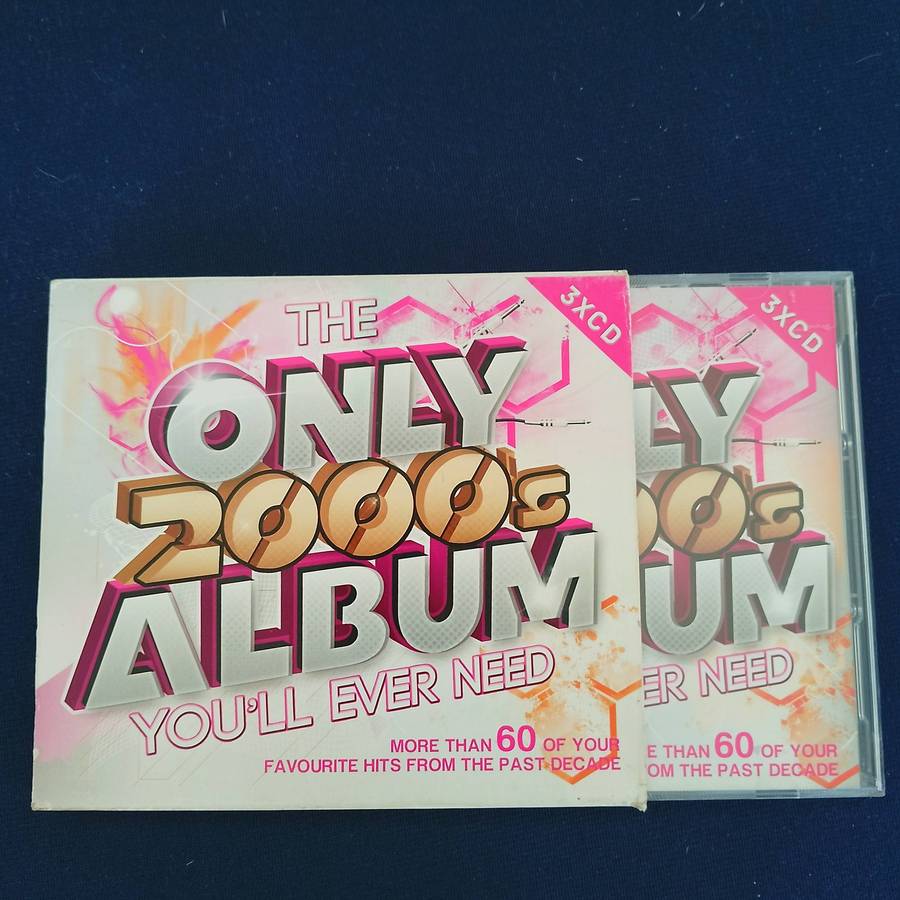 THE
ONLY
2000's
ALBUM
YOU'LL EVER NEED
MORE THAN 60 OF YOUR
FAVOURITE HITS FROM THE PAST DECADE
3XCD
3XCD
LY
00's
UM
ER NEED
E THAN 60 OF YOUR
OM THE PAST DECADE